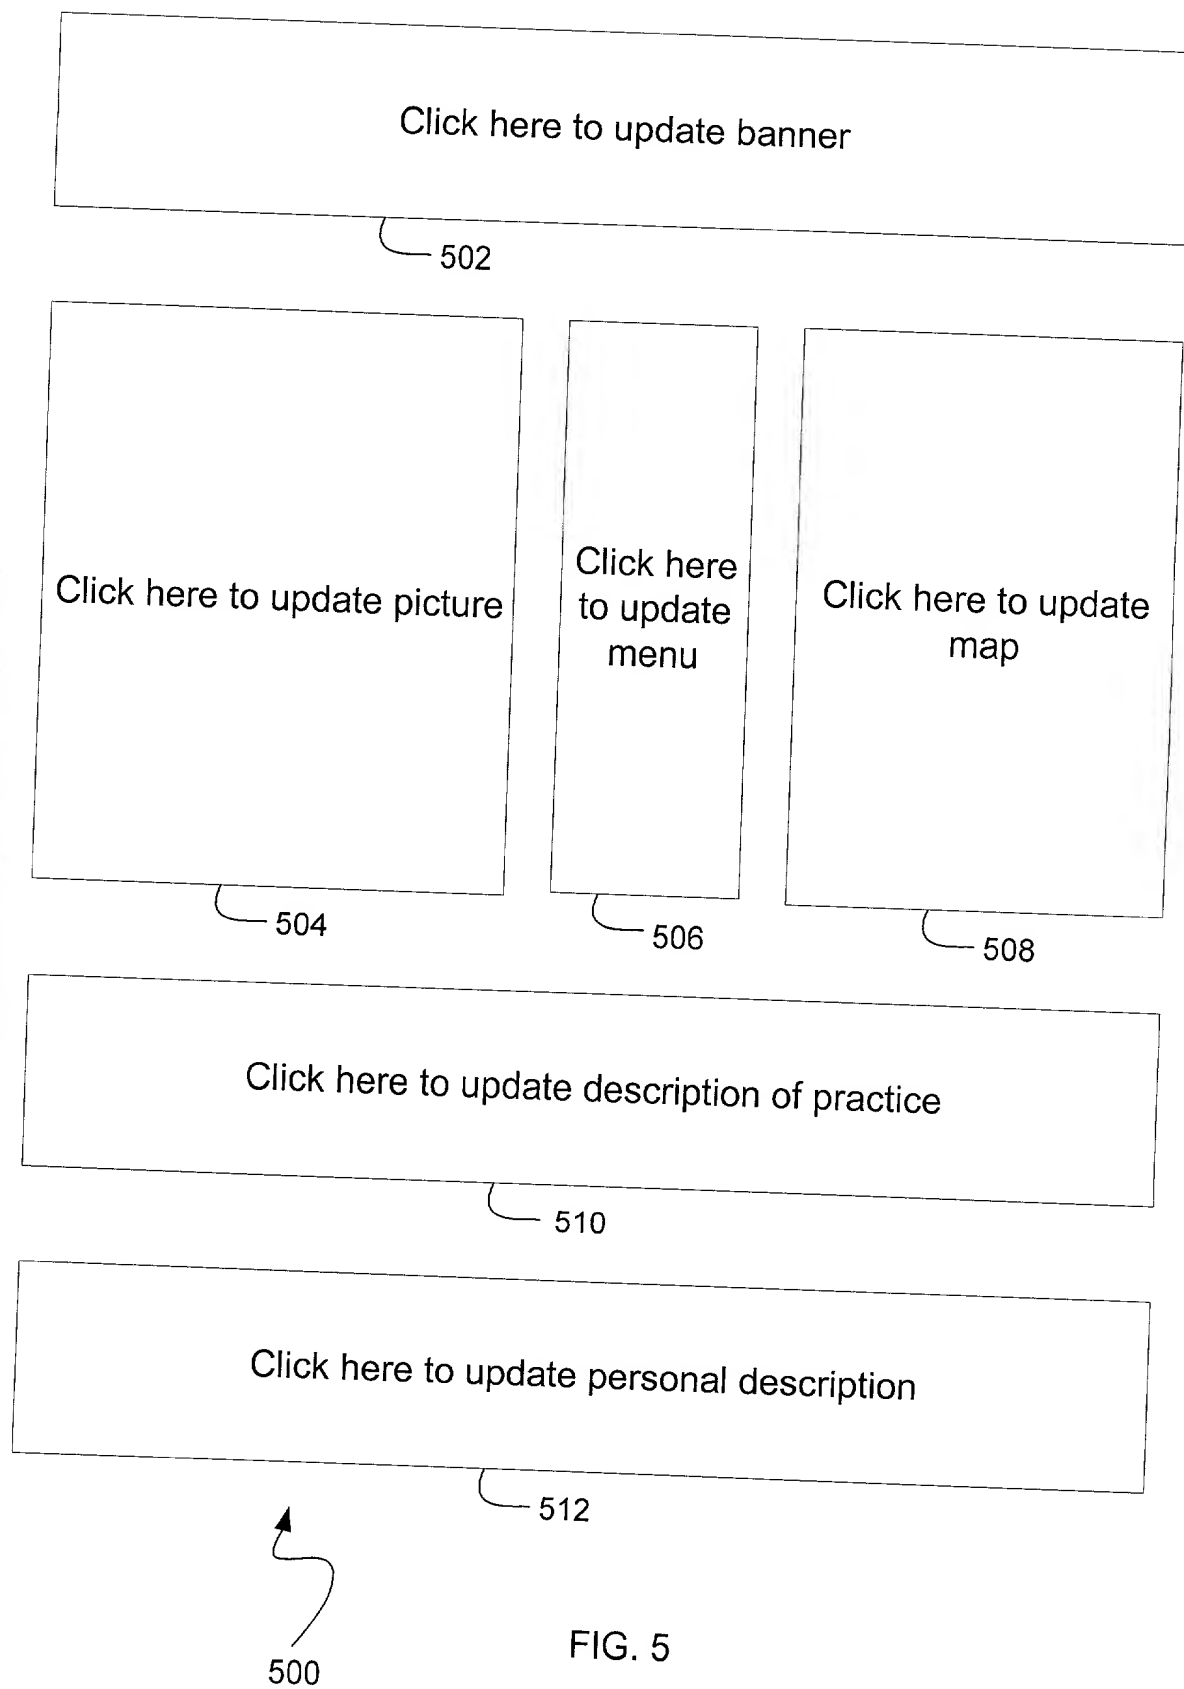 Click here to update banner
502
Click here to update picture
Click here
to update
menu
Click here to update
map
504
506
508
Click here to update description of practice
510
Click here to update personal description
512
500
FIG. 5